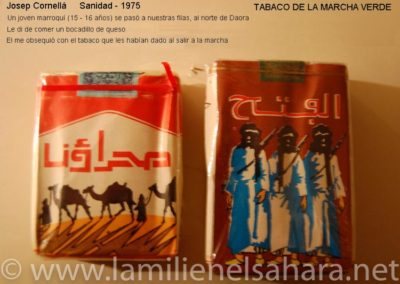 Josep Cornellá Sanidad - 1975
TABACO DE LA MARCHA VERDE
Un joven marroquí (15 - 16 años) se pasó a nuestras filas, al norte de Daora
Le di de comer un bocadillo de queso
El me obsequió con el tabaco que les habían dado al salir a la marcha
صحراؤنا
الفتح
© www.lamilienelsahara.net